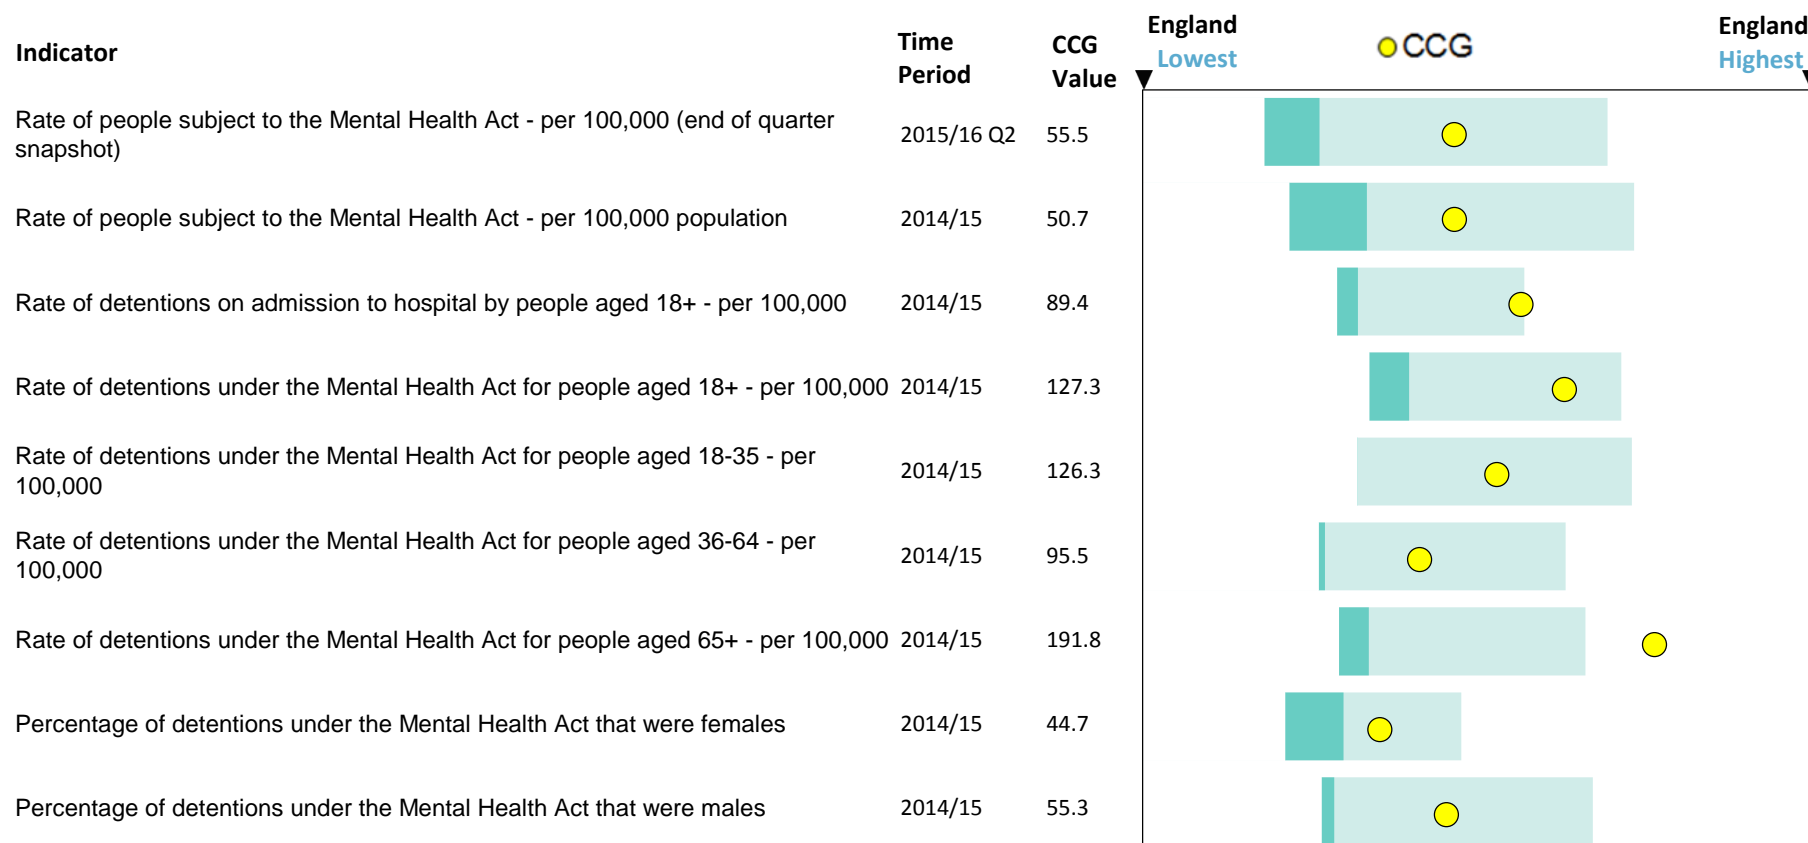 Indicator
Time
Period
CCG
Value
England
Lowest
CCG
England
Highest
Rate of people subject to the Mental Health Act - per 100,000 (end of quarter
snapshot)
2015/16 Q2
55.5
Rate of people subject to the Mental Health Act - per 100,000 population
2014/15
50.7
Rate of detentions on admission to hospital by people aged 18+ - per 100,000
2014/15
89.4
Rate of detentions under the Mental Health Act for people aged 18+ - per 100,000
2014/15
127.3
Rate of detentions under the Mental Health Act for people aged 18-35 - per
100,000
2014/15
126.3
Rate of detentions under the Mental Health Act for people aged 36-64 - per
100,000
2014/15
95.5
Rate of detentions under the Mental Health Act for people aged 65+ - per 100,000
2014/15
191.8
Percentage of detentions under the Mental Health Act that were females
2014/15
44.7
Percentage of detentions under the Mental Health Act that were males
2014/15
55.3